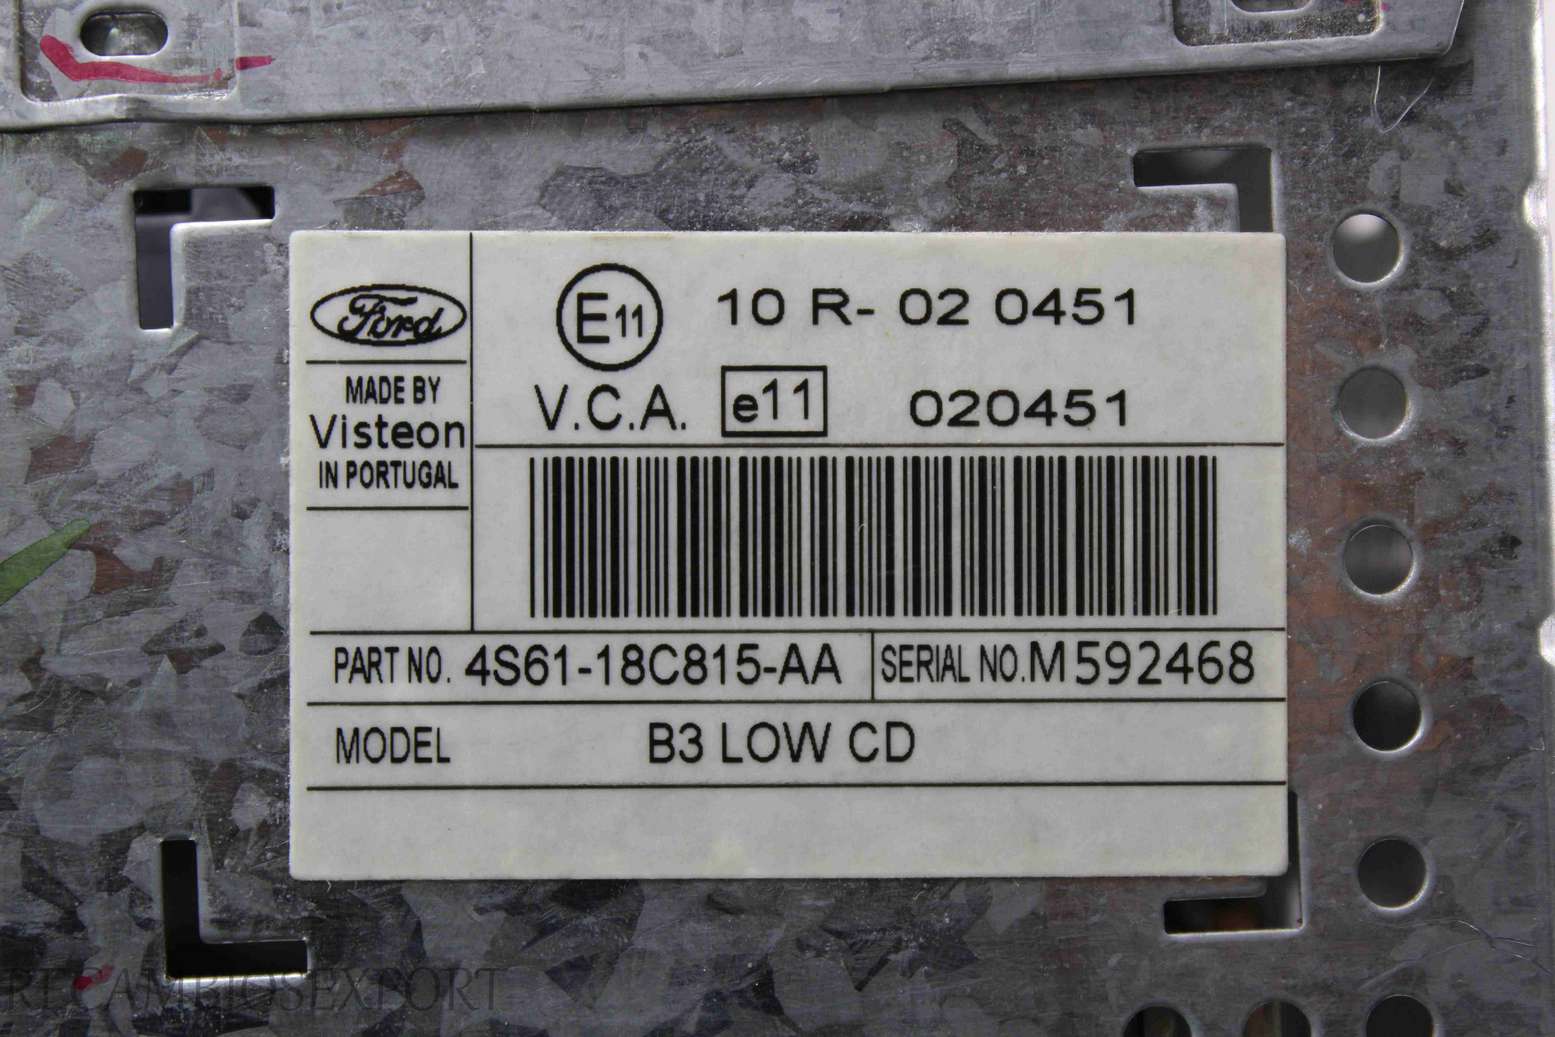 Ford
MADE BY
Visteon
IN PORTUGAL
E11 10 R- 02 0451
V.C.A. e11 020451
PART NO. 4S61-18C815-AA SERIAL NO. M592468
MODEL B3 LOW CD
RECAMBIOSEXPORT